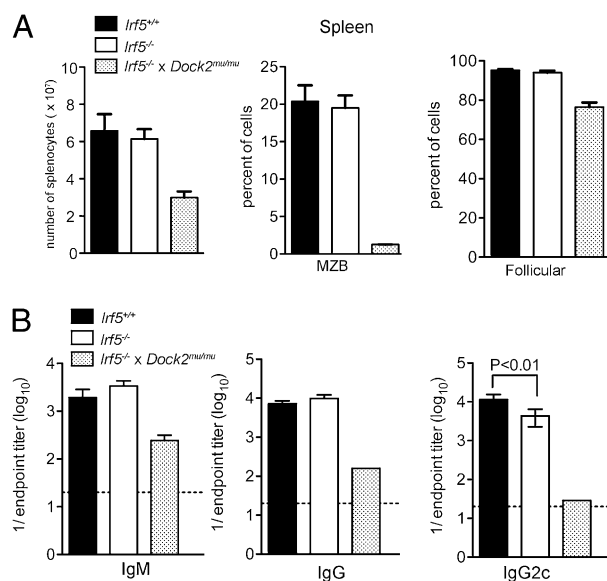 A
Irf5+/+
Irf5-/-
Irf5-/- x Dock2mu/mu
Spleen
number of splenocytes ( x 10⁷)
10
8
6
4
2
0
percent of cells
25
20
15
10
5
0
MZB
percent of cells
100
80
60
40
20
0
Follicular
B
Irf5+/+
Irf5-/-
Irf5-/- x Dock2mu/mu
1/ endpoint titer (log₁₀)
4
3
2
1
0
IgM
1/ endpoint titer (log₁₀)
5
4
3
2
1
0
IgG
P<0.01
1/ endpoint titer (log₁₀)
5
4
3
2
1
0
IgG2c